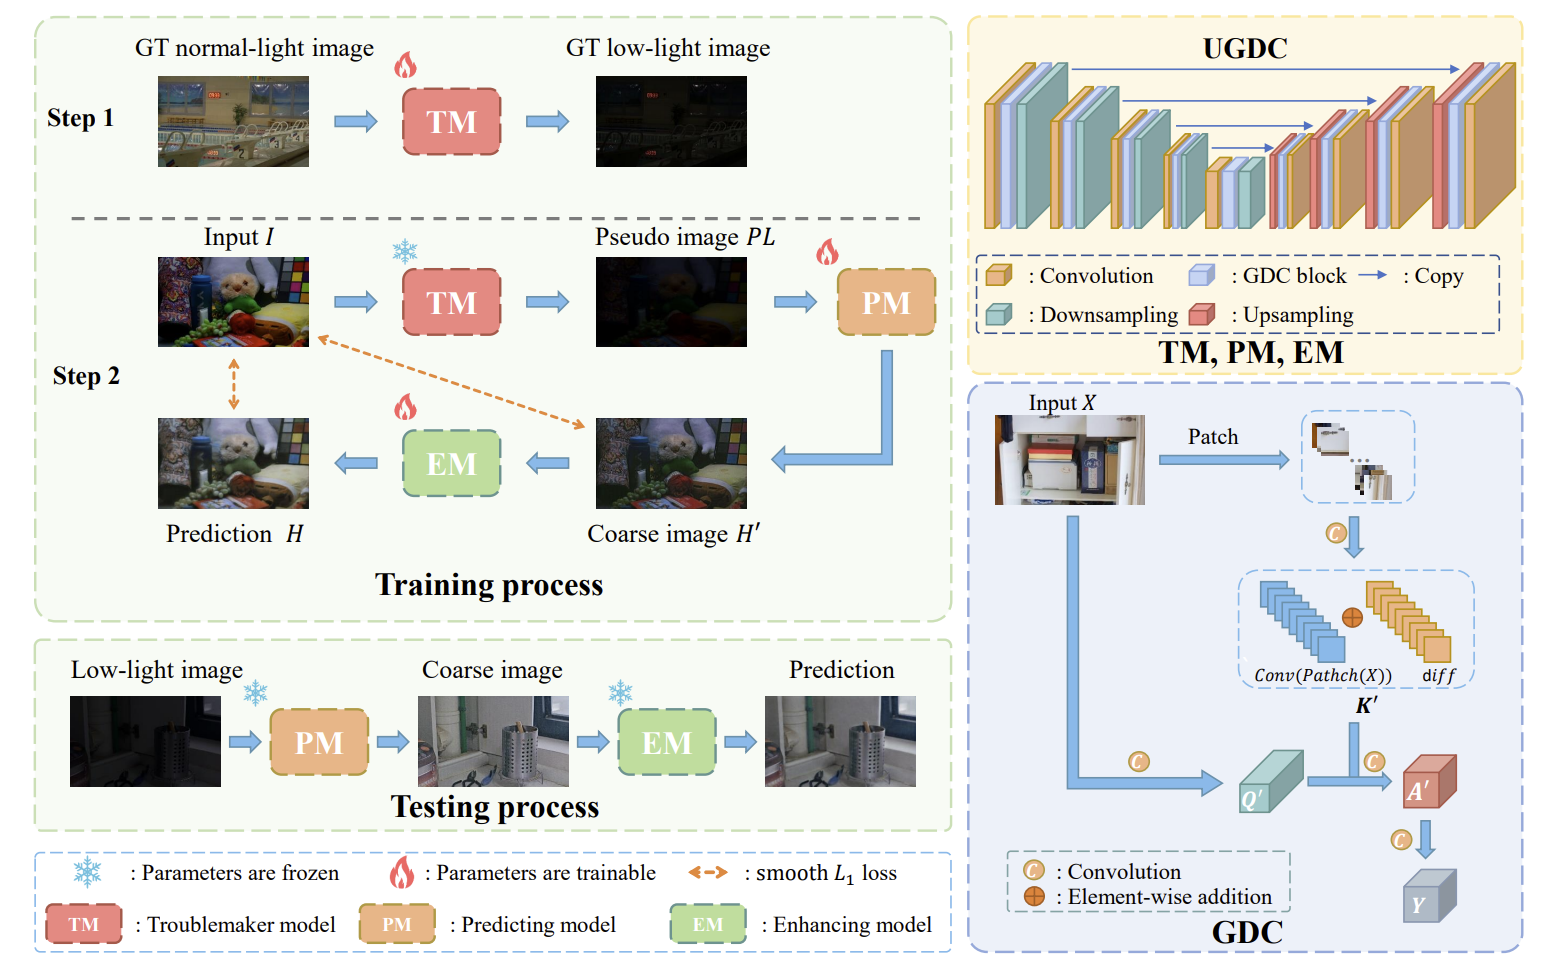 GT normal-light image
GT low-light image
Step 1
TM
Input I
Pseudo image PL
TM
PM
Step 2
EM
Prediction H
Coarse image H′
Training process
Low-light image
Coarse image
Prediction
PM
EM
Testing process
: Parameters are frozen
: Parameters are trainable
: smooth L1 loss
TM : Troublemaker model
PM : Predicting model
EM : Enhancing model
UGDC
: Convolution
: GDC block
: Copy
: Downsampling
: Upsampling
TM, PM, EM
Input X
Patch
C
Conv(Pathch(X))
diff
K′
C
C
Q′
A′
C
Y
C : Convolution
: Element-wise addition
GDC